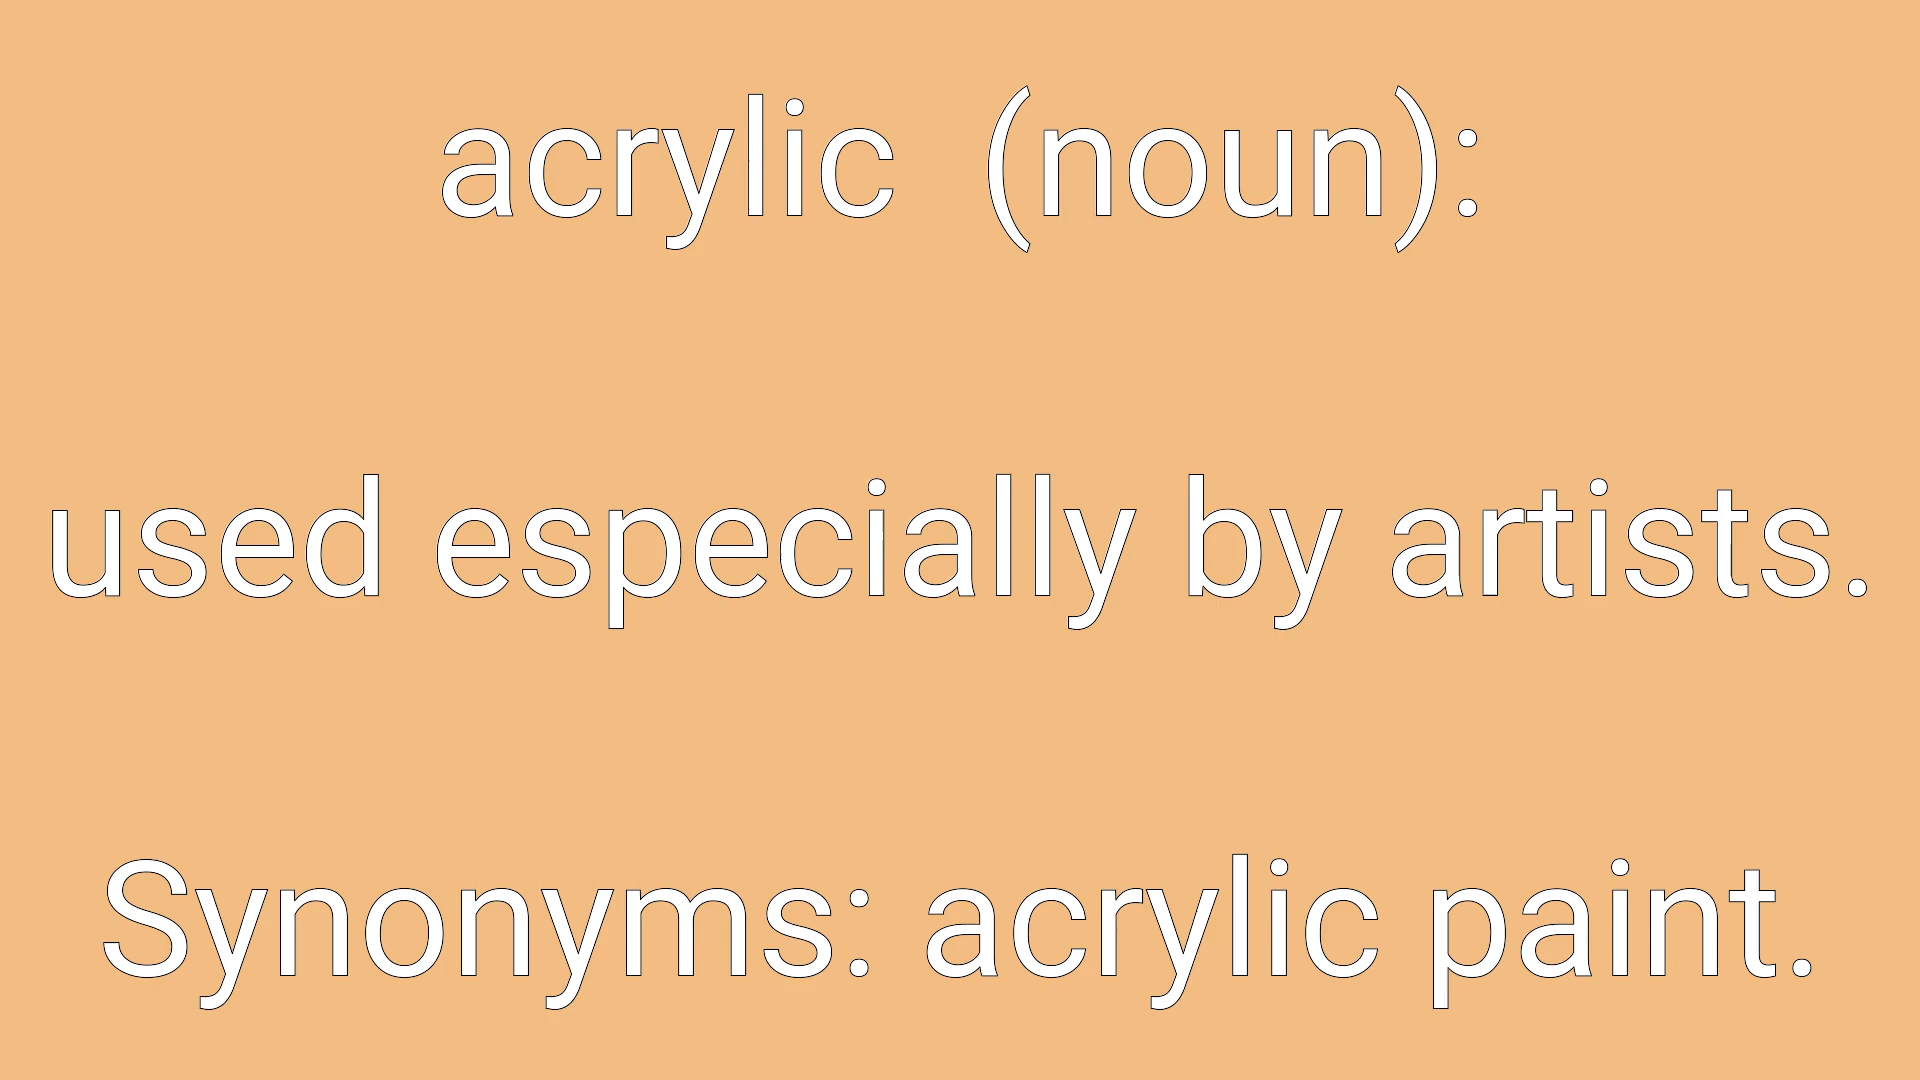 acrylic  (noun):
used especially by artists.
Synonyms: acrylic paint.